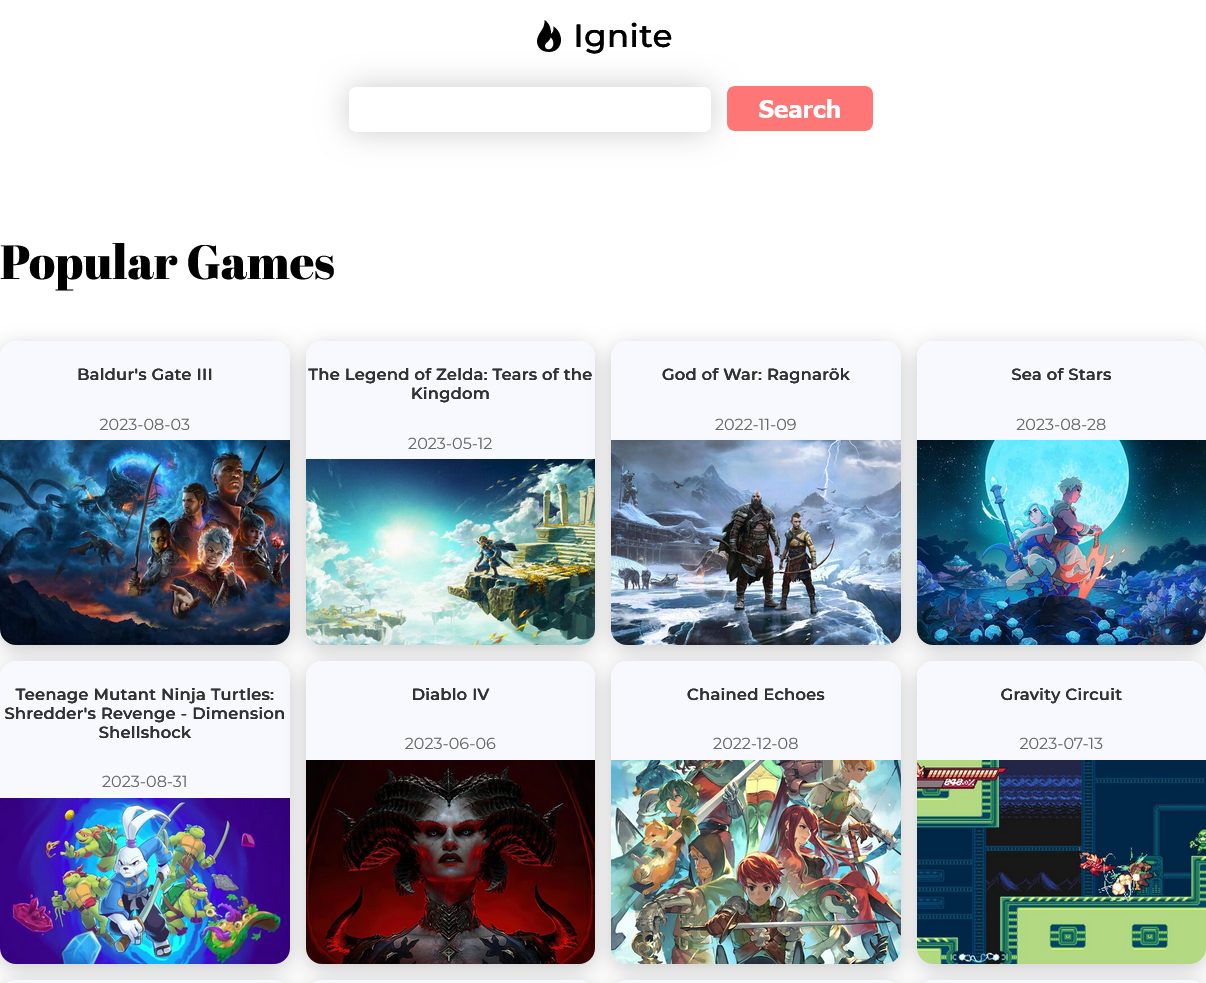 Ignite
Search
Popular Games
Baldur's Gate III
2023-08-03
The Legend of Zelda: Tears of the
Kingdom
2023-05-12
God of War: Ragnarök
2022-11-09
Sea of Stars
2023-08-28
Teenage Mutant Ninja Turtles:
Shredder's Revenge - Dimension
Shellshock
2023-08-31
Diablo IV
2023-06-06
Chained Echoes
2022-12-08
Gravity Circuit
2023-07-13